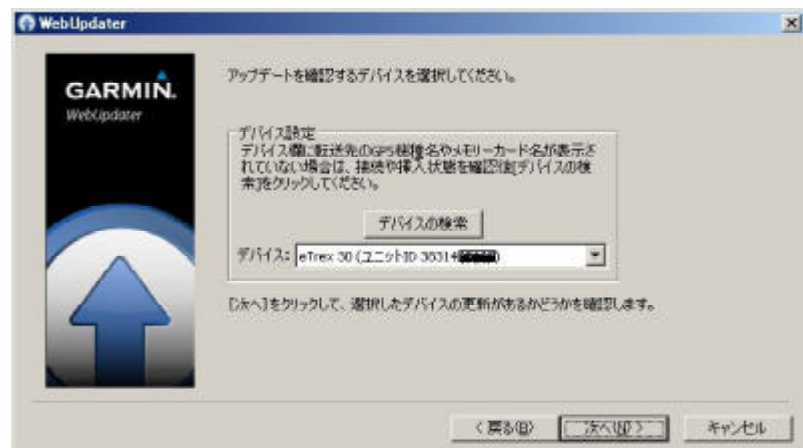 WebUpdater
GARMIN.
WebUpdater
アップデートを確認するデバイスを選択してください。
デバイス設定
デバイス欄に転送先のGPS機種名やメモリーカード名が表示さ
れていない場合は、接続や挿入状態を確認後[デバイスの検
索]をクリックしてください。
デバイスの検索
デバイス: eTrex 30 (ユニットID 38314
[次へ]をクリックして、選択したデバイスの更新があるかどうかを確認します。
< 戻る(B)
次へ(N) >
キャンセル